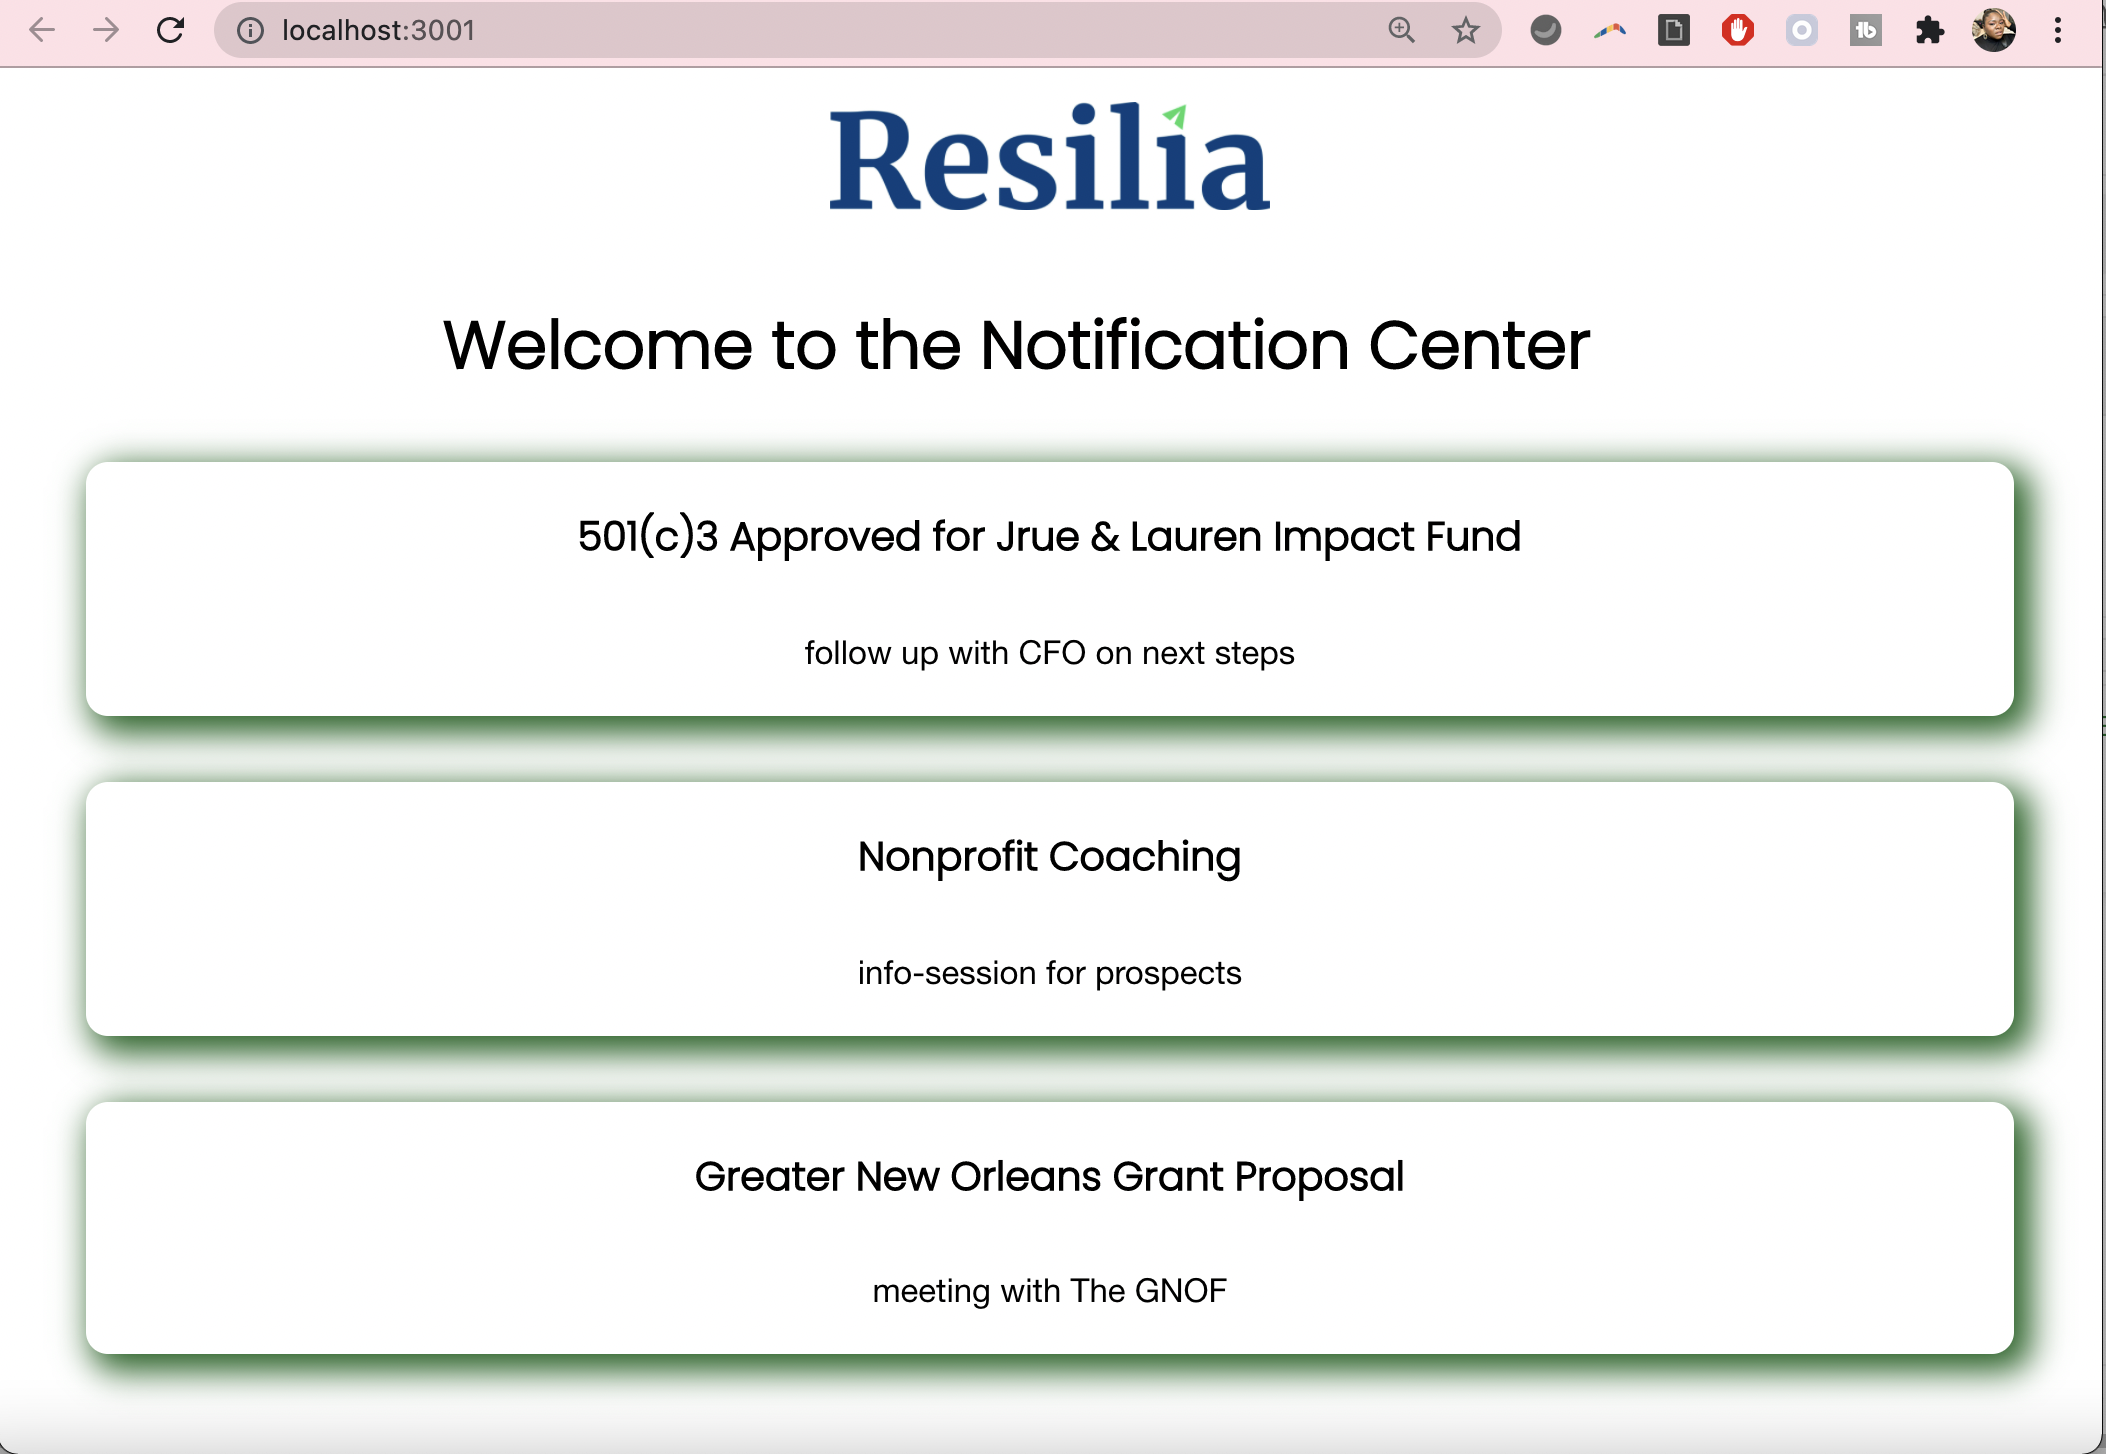 localhost:3001
tb
Resilia
Welcome to the Notification Center
501(c)3 Approved for Jrue & Lauren Impact Fund
follow up with CFO on next steps
Nonprofit Coaching
info-session for prospects
Greater New Orleans Grant Proposal
meeting with The GNOF